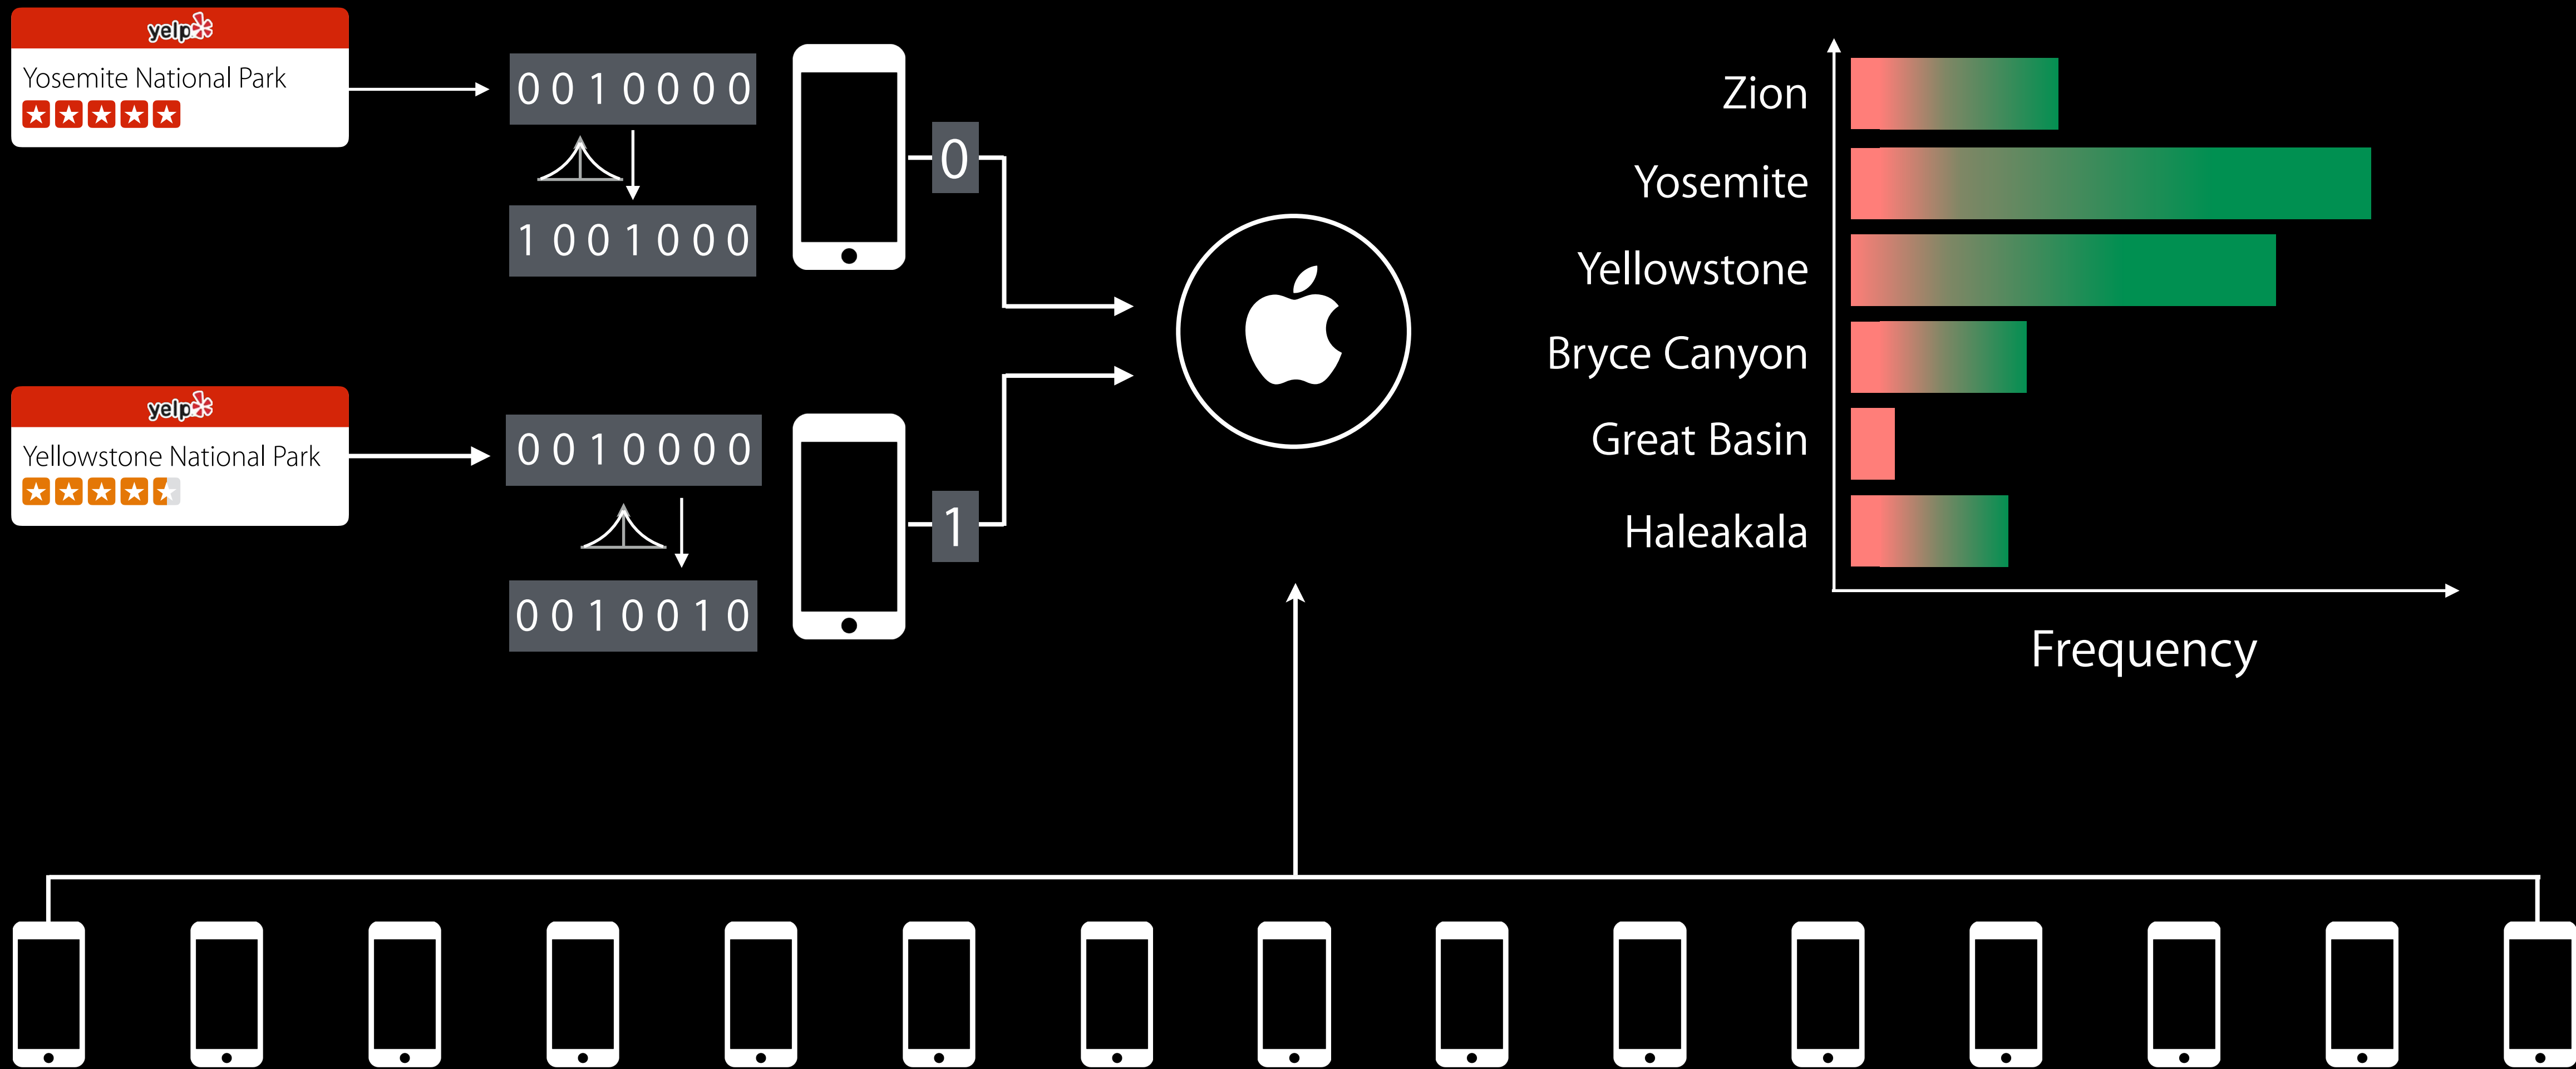 yelp
Yosemite National Park
0 0 1 0 0 0 0
1 0 0 1 0 0 0
0
yelp
Yellowstone National Park
0 0 1 0 0 0 0
0 0 1 0 0 1 0
1
Zion
Yosemite
Yellowstone
Bryce Canyon
Great Basin
Haleakala
Frequency